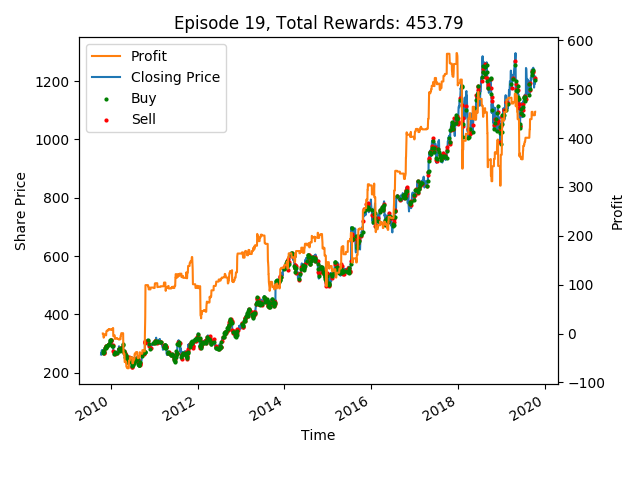 Episode 19, Total Rewards: 453.79
Profit
Closing Price
Buy
Sell
Share Price
1200
1000
800
600
400
200
600
500
400
300
200
100
0
−100
Profit
2010
2012
2014
2016
2018
2020
Time